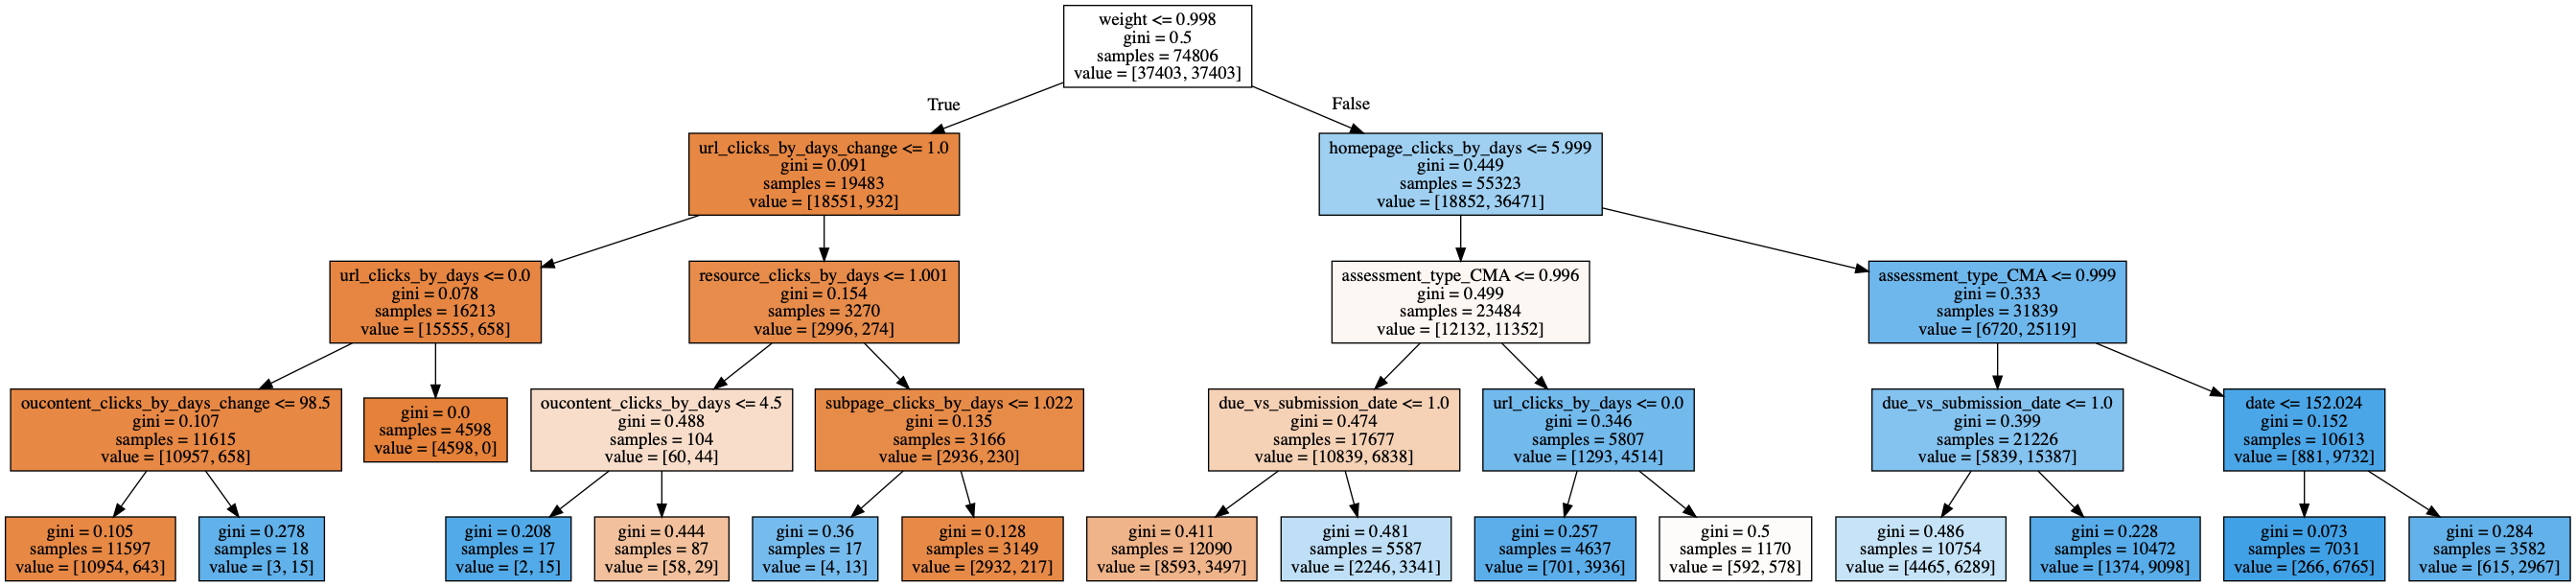 weight <= 0.998
gini = 0.5
samples = 74806
value = [37403, 37403]
True
False
url_clicks_by_days_change <= 1.0
gini = 0.091
samples = 19483
value = [18551, 932]
homepage_clicks_by_days <= 5.999
gini = 0.449
samples = 55323
value = [18852, 36471]
url_clicks_by_days <= 0.0
gini = 0.078
samples = 16213
value = [15555, 658]
resource_clicks_by_days <= 1.001
gini = 0.154
samples = 3270
value = [2996, 274]
assessment_type_CMA <= 0.996
gini = 0.499
samples = 23484
value = [12132, 11352]
assessment_type_CMA <= 0.999
gini = 0.333
samples = 31839
value = [6720, 25119]
oucontent_clicks_by_days_change <= 98.5
gini = 0.107
samples = 11615
value = [10957, 658]
gini = 0.0
samples = 4598
value = [4598, 0]
oucontent_clicks_by_days <= 4.5
gini = 0.488
samples = 104
value = [60, 44]
subpage_clicks_by_days <= 1.022
gini = 0.135
samples = 3166
value = [2936, 230]
due_vs_submission_date <= 1.0
gini = 0.474
samples = 17677
value = [10839, 6838]
url_clicks_by_days <= 0.0
gini = 0.346
samples = 5807
value = [1293, 4514]
due_vs_submission_date <= 1.0
gini = 0.399
samples = 21226
value = [5839, 15387]
date <= 152.024
gini = 0.152
samples = 10613
value = [881, 9732]
gini = 0.105
samples = 11597
value = [10954, 643]
gini = 0.278
samples = 18
value = [3, 15]
gini = 0.208
samples = 17
value = [2, 15]
gini = 0.444
samples = 87
value = [58, 29]
gini = 0.36
samples = 17
value = [4, 13]
gini = 0.128
samples = 3149
value = [2932, 217]
gini = 0.411
samples = 12090
value = [8593, 3497]
gini = 0.481
samples = 5587
value = [2246, 3341]
gini = 0.257
samples = 4637
value = [701, 3936]
gini = 0.5
samples = 1170
value = [592, 578]
gini = 0.486
samples = 10754
value = [4465, 6289]
gini = 0.228
samples = 10472
value = [1374, 9098]
gini = 0.073
samples = 7031
value = [266, 6765]
gini = 0.284
samples = 3582
value = [615, 2967]